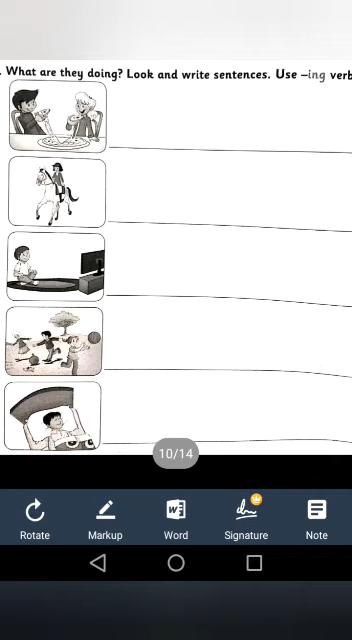 . What are they doing? Look and write sentences. Use –ing verb
10/14
Rotate
Markup
Word
Signature
Note